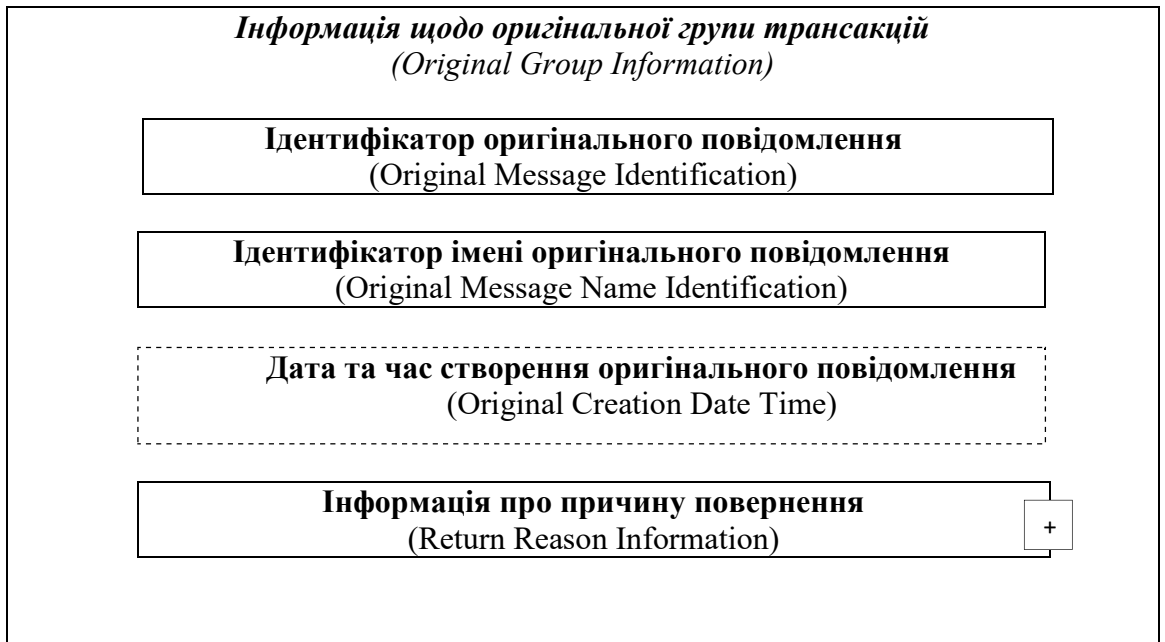 Інформація щодо оригінальної групи трансакцій
(Original Group Information)
Ідентифікатор оригінального повідомлення
(Original Message Identification)
Ідентифікатор імені оригінального повідомлення
(Original Message Name Identification)
Дата та час створення оригінального повідомлення
(Original Creation Date Time)
Інформація про причину повернення
(Return Reason Information)
+